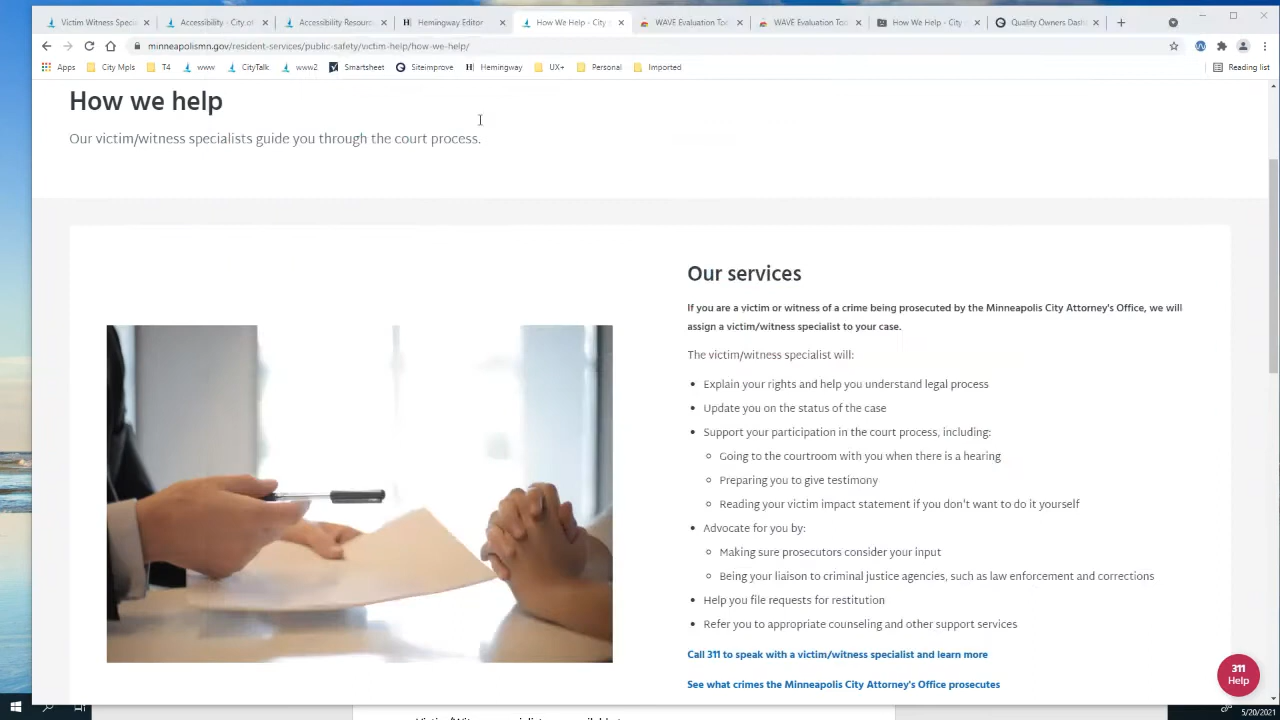 Victim Witness Special
Accessibility - City of
Accessibility Resourc
Hemingway Editor
How We Help - City o
WAVE Evaluation Too
WAVE Evaluation Too
How We Help - City
Quality Owners Dash
minneapolismn.gov/resident-services/public-safety/victim-help/how-we-help/
Apps City Mpls T4 www CityTalk www2 Smartsheet Siteimprove Hemingway UX+ Personal Imported Reading list
How we help
Our victim/witness specialists guide you through the court process.
Our services
If you are a victim or witness of a crime being prosecuted by the Minneapolis City Attorney's Office, we will
assign a victim/witness specialist to your case.
The victim/witness specialist will:
• Explain your rights and help you understand legal process
• Update you on the status of the case
• Support your participation in the court process, including:
◦ Going to the courtroom with you when there is a hearing
◦ Preparing you to give testimony
◦ Reading your victim impact statement if you don't want to do it yourself
• Advocate for you by:
◦ Making sure prosecutors consider your input
◦ Being your liaison to criminal justice agencies, such as law enforcement and corrections
• Help you file requests for restitution
• Refer you to appropriate counseling and other support services
Call 311 to speak with a victim/witness specialist and learn more
See what crimes the Minneapolis City Attorney's Office prosecutes
311
Help
5/20/2021